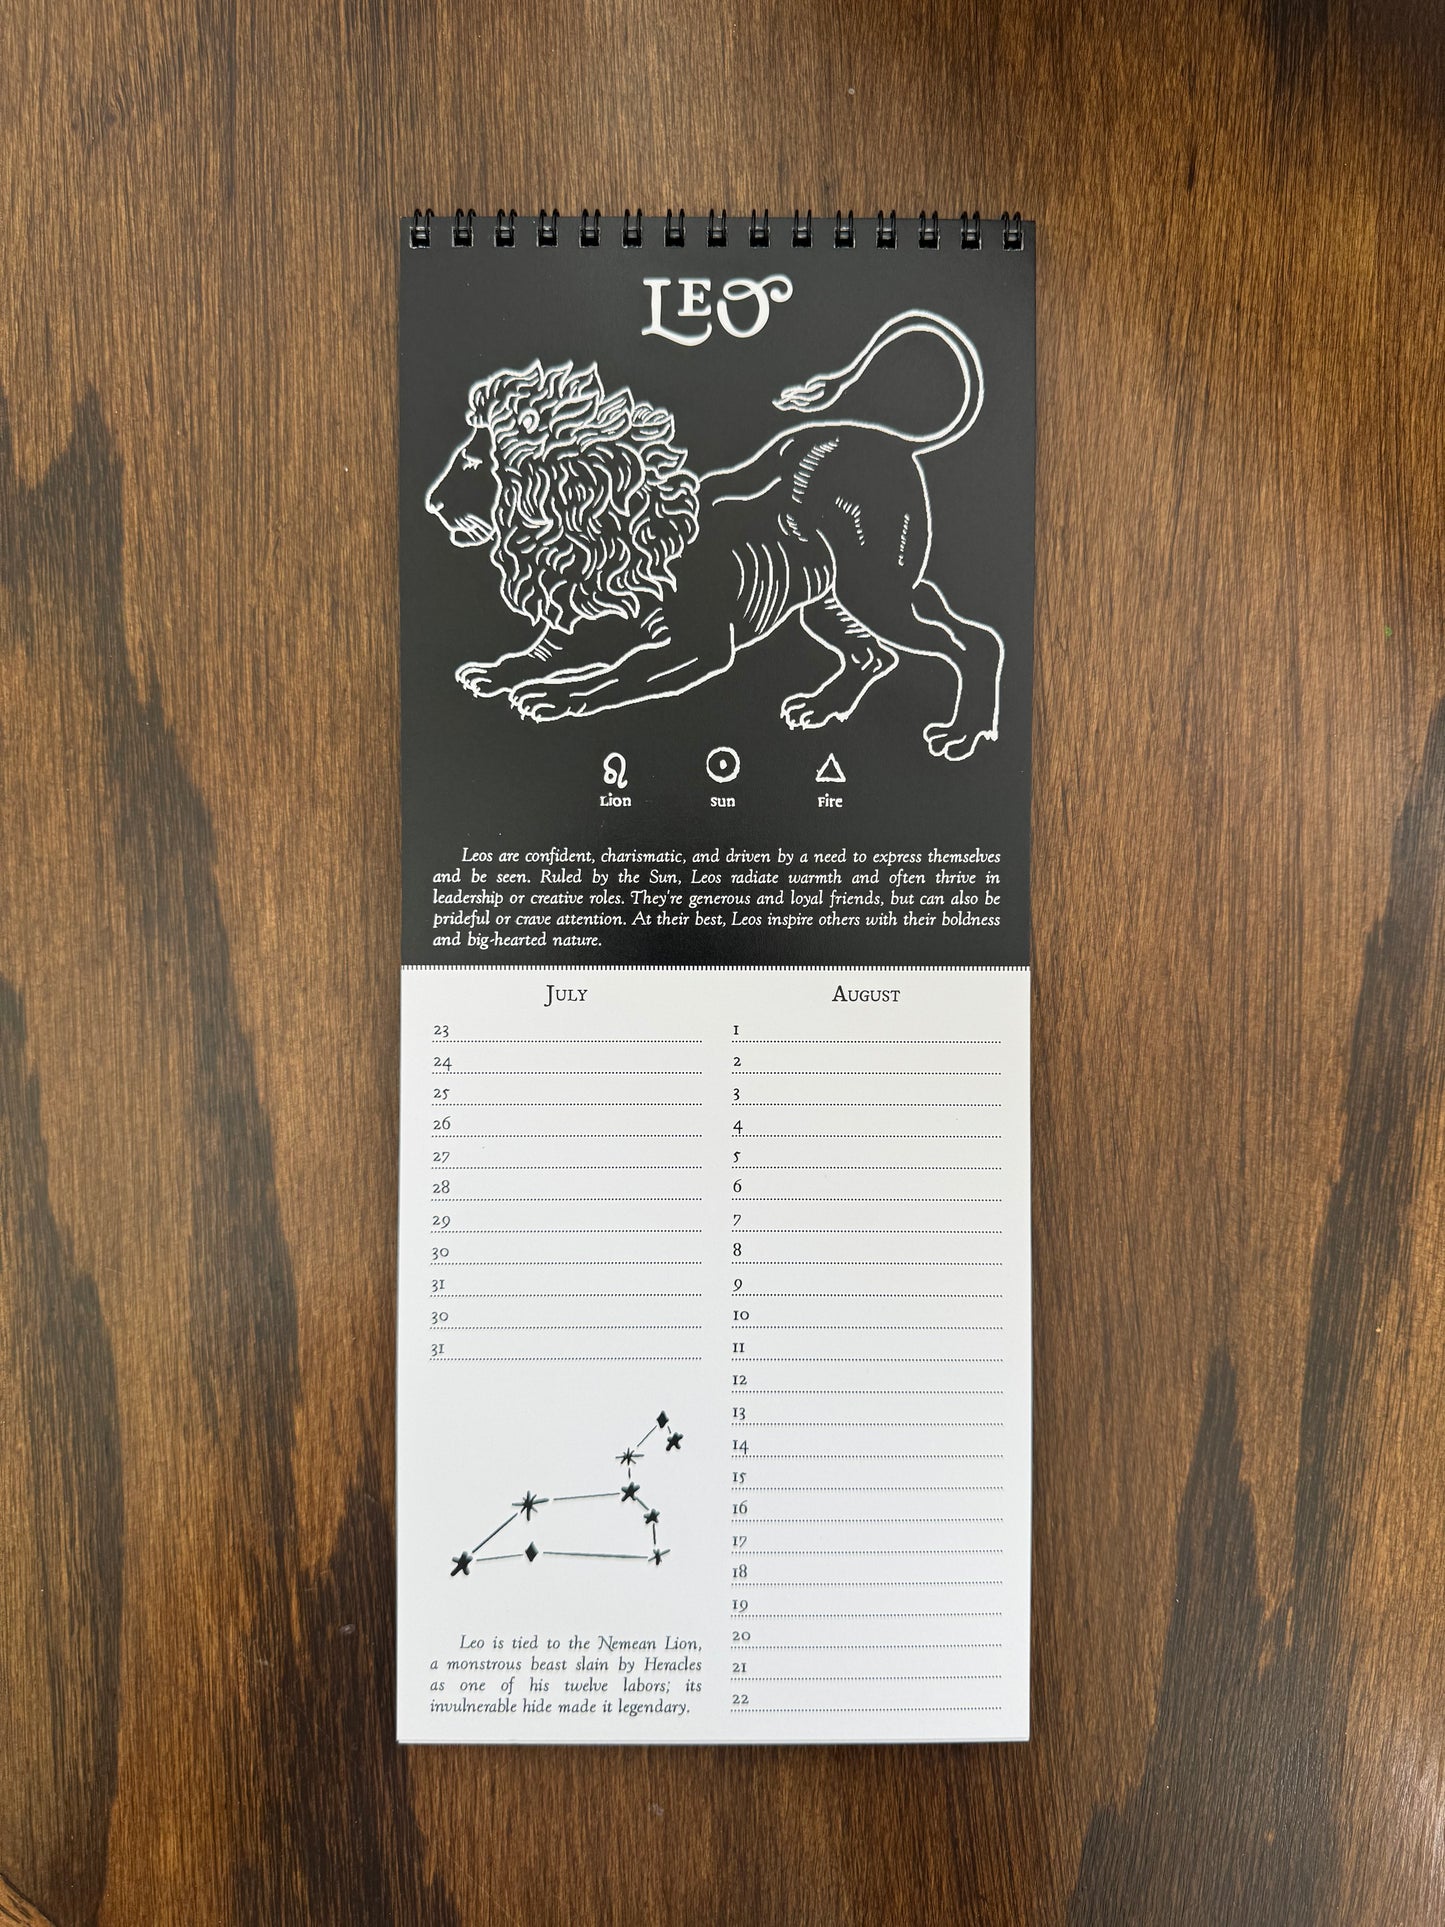 LEO
Lion
Sun
Fire
Leos are confident, charismatic, and driven by a need to express themselves
and be seen. Ruled by the Sun, Leos radiate warmth and often thrive in
leadership or creative roles. They're generous and loyal friends, but can also be
prideful or crave attention. At their best, Leos inspire others with their boldness
and big-hearted nature.
July
23
24
25
26
27
28
29
30
31
30
31
Leo is tied to the Nemean Lion,
a monstrous beast slain by Heracles
as one of his twelve labors; its
invulnerable hide made it legendary.
August
1
2
3
4
5
6
7
8
9
10
11
12
13
14
15
16
17
18
19
20
21
22